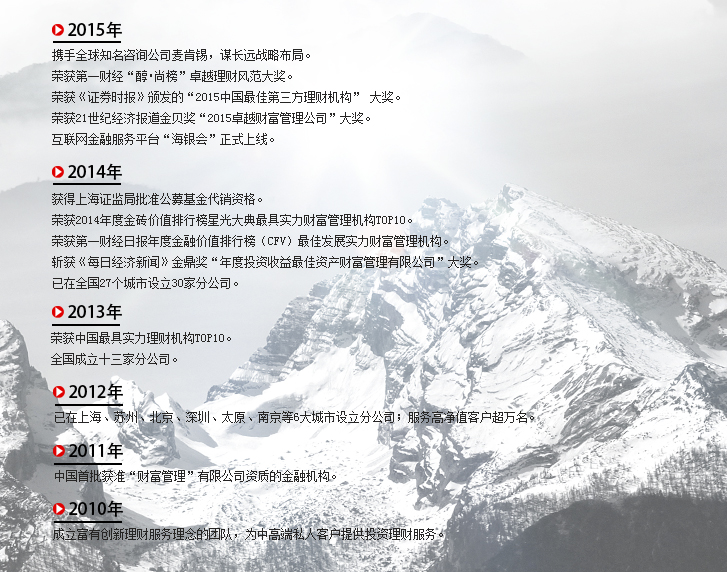 2015年
携手全球知名咨询公司麦肯锡，谋长远战略布局。
荣获第一财经“醇·尚榜”卓越理财风范大奖。
荣获《证券时报》颁发的“2015中国最佳第三方理财机构” 大奖。
荣获21世纪经济报道金贝奖“2015卓越财富管理公司”大奖。
互联网金融服务平台“海银会”正式上线。
2014年
获得上海证监局批准公募基金代销资格。
荣获2014年度金砖价值排行榜星光大典最具实力财富管理机构TOP10。
荣获第一财经日报年度金融价值排行榜（CFV）最佳发展实力财富管理机构。
斩获《每日经济新闻》金鼎奖“年度投资收益最佳资产财富管理有限公司”大奖。
已在全国27个城市设立30家分公司。
2013年
荣获中国最具实力理财机构TOP10。
全国成立十三家分公司。
2012年
已在上海、苏州、北京、深圳、太原、南京等6大城市设立分公司；服务高净值客户超万名。
2011年
中国首批获准“财富管理”有限公司资质的金融机构。
2010年
成立富有创新理财服务理念的团队，为中高端私人客户提供投资理财服务。